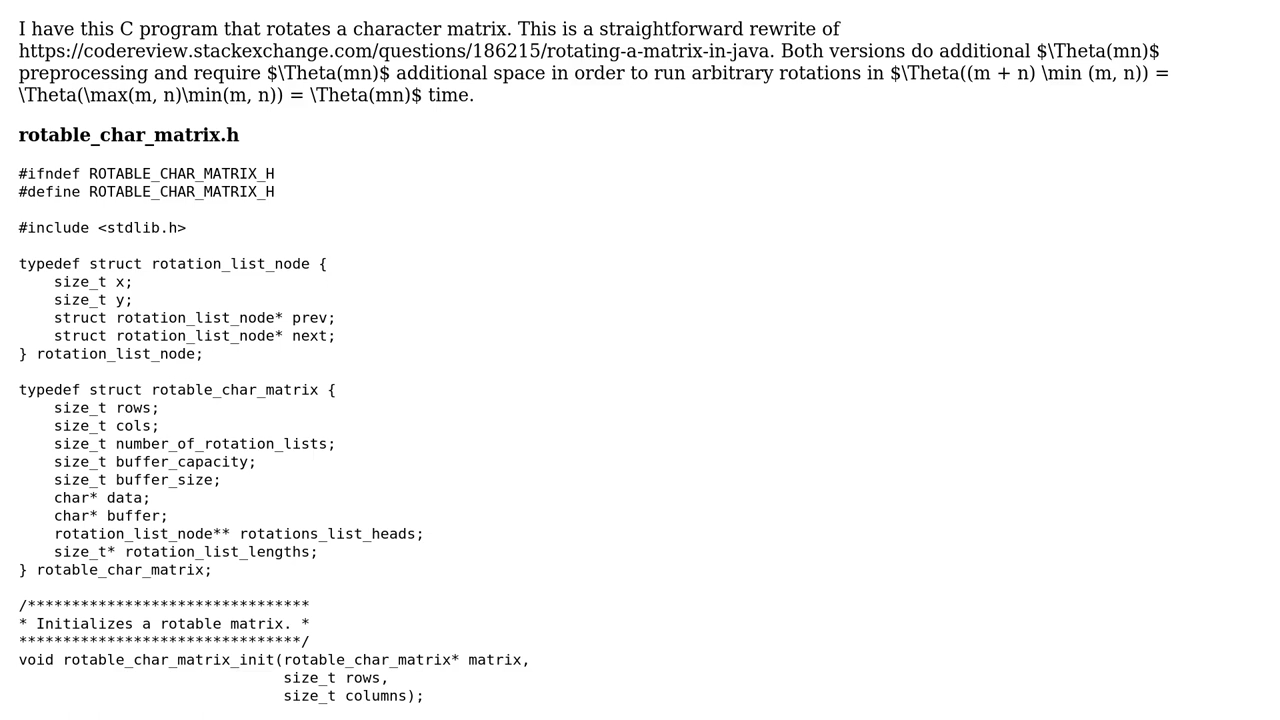 I have this C program that rotates a character matrix. This is a straightforward rewrite of
https://codereview.stackexchange.com/questions/186215/rotating-a-matrix-in-java. Both versions do additional $\Theta(mn)$
preprocessing and require $\Theta(mn)$ additional space in order to run arbitrary rotations in $\Theta((m + n) \min (m, n)) =
\Theta(\max(m, n)\min(m, n)) = \Theta(mn)$ time.
rotable_char_matrix.h
#ifndef ROTABLE_CHAR_MATRIX_H
#define ROTABLE_CHAR_MATRIX_H
#include <stdlib.h>
typedef struct rotation_list_node {
    size_t x;
    size_t y;
    struct rotation_list_node* prev;
    struct rotation_list_node* next;
} rotation_list_node;
typedef struct rotable_char_matrix {
    size_t rows;
    size_t cols;
    size_t number_of_rotation_lists;
    size_t buffer_capacity;
    size_t buffer_size;
    char* data;
    char* buffer;
    rotation_list_node** rotations_list_heads;
    size_t* rotation_list_lengths;
} rotable_char_matrix;
/********************************
* Initializes a rotable matrix. *
********************************/
void rotable_char_matrix_init(rotable_char_matrix* matrix,
                              size_t rows,
                              size_t columns);